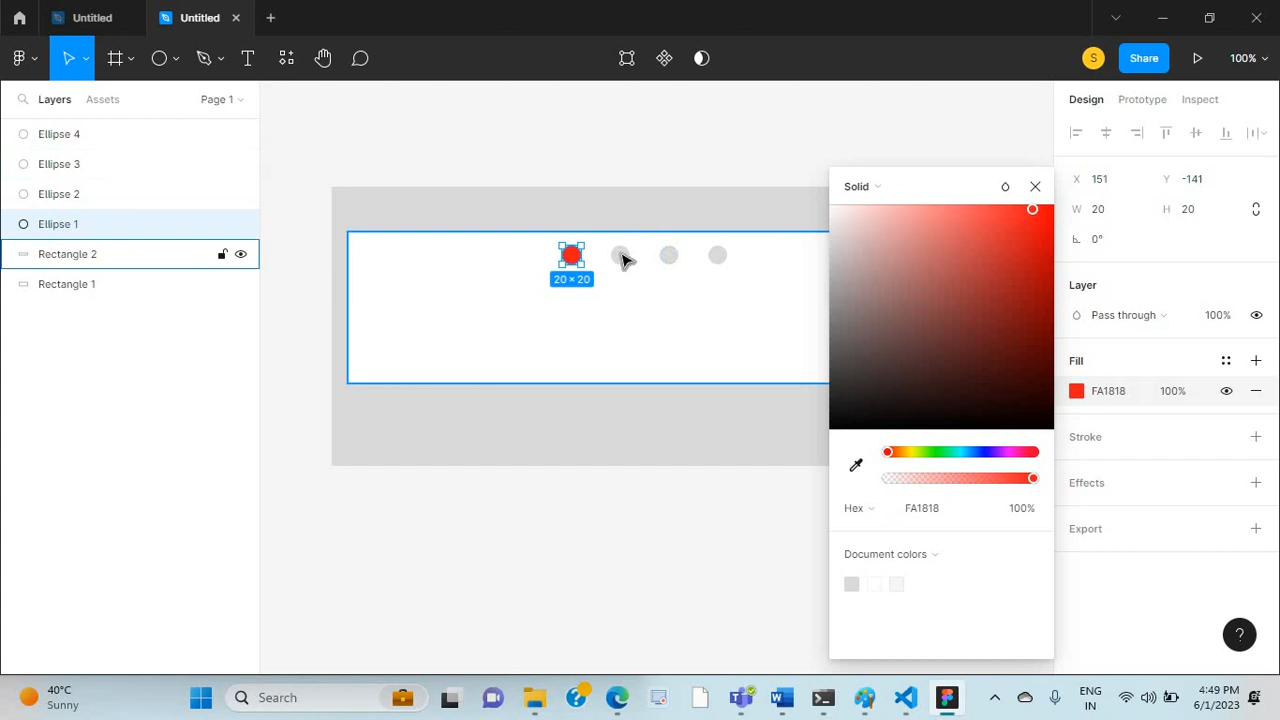 Untitled
Untitled
S
Share
100%
Layers
Assets
Page 1
Design
Prototype
Inspect
Ellipse 4
Ellipse 3
Ellipse 2
Ellipse 1
Rectangle 2
Rectangle 1
20 × 20
Solid
Hex
FA1818
100%
Document colors
X
151
Y
-141
W
20
H
20
0°
Layer
Pass through
100%
Fill
FA1818
100%
Stroke
Effects
Export
?
40°C
Sunny
Search
ENG
IN
4:49 PM
6/1/2023